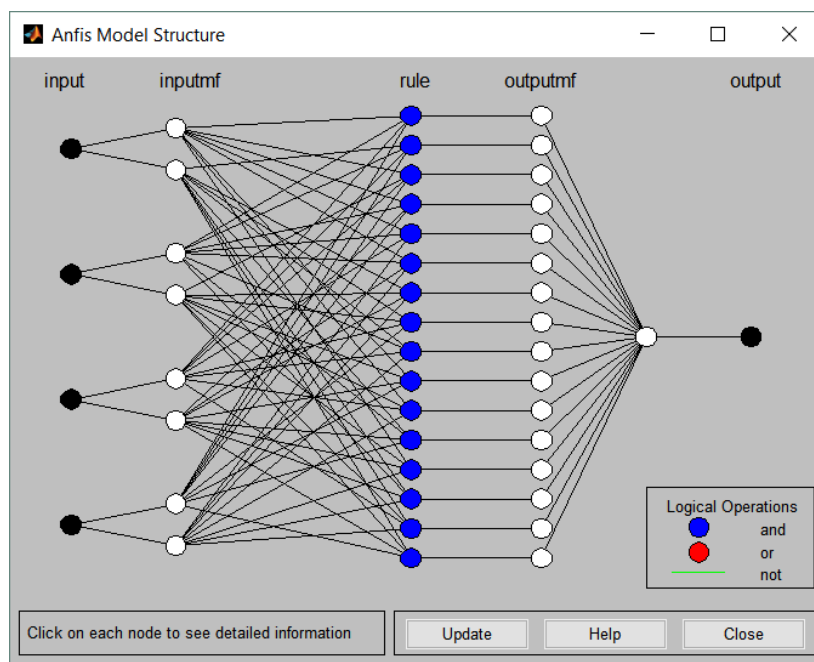 Anfis Model Structure
input inputmf rule outputmf output
Logical Operations
and
or
not
Click on each node to see detailed information
Update Help Close